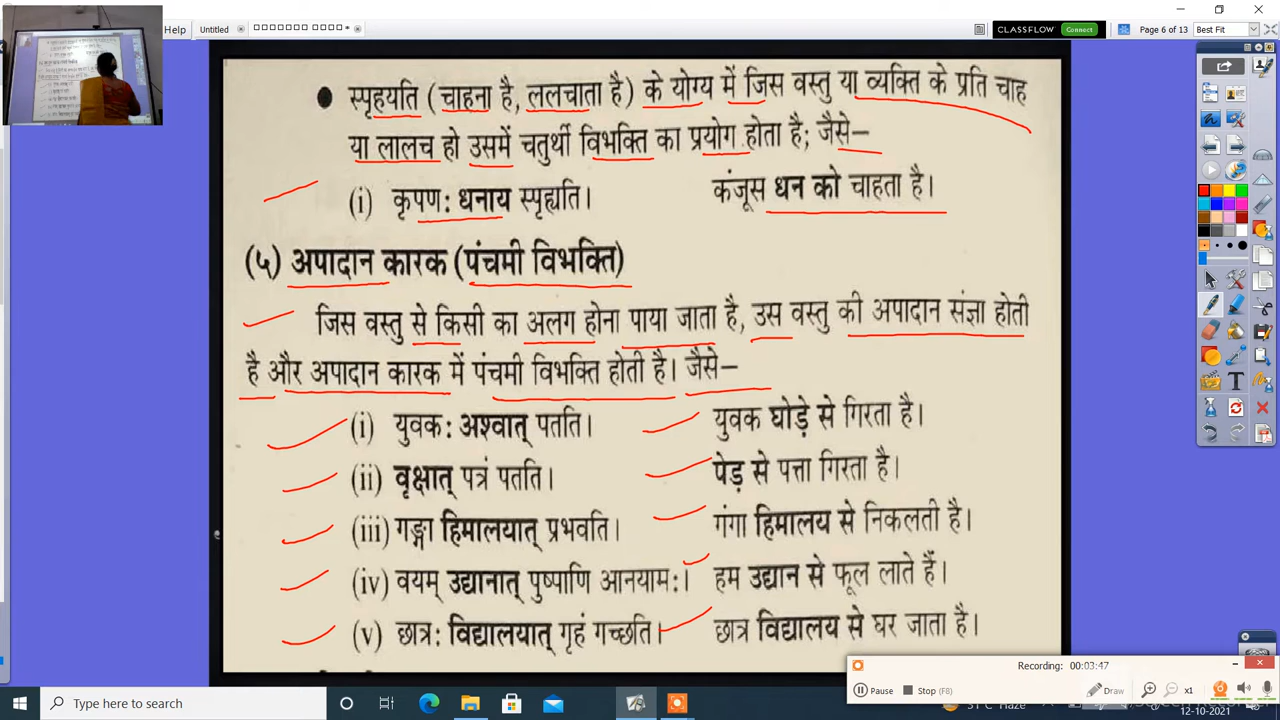 Help
Untitled
CLASSFLOW
Connect
Page 6 of 13
Best Fit
● स्पृहयति (चाहना है, ललचाता है) के योग्य में जिस वस्तु या व्यक्ति के प्रति चाह
या लालच हो उसमें चतुर्थी विभक्ति का प्रयोग होता है; जैसे–
(i) कृपण: धनाय स्पृह्यति। कंजूस धन को चाहता है।
(५) अपादान कारक (पंचमी विभक्ति)
जिस वस्तु से किसी का अलग होना पाया जाता है, उस वस्तु की अपादान संज्ञा होती
है और अपादान कारक में पंचमी विभक्ति होती है। जैसे–
(i) युवक: अश्वात् पतति। युवक घोड़े से गिरता है।
(ii) वृक्षात् पत्रं पतति। पेड़ से पत्ता गिरता है।
(iii) गङ्गा हिमालयात् प्रभवति। गंगा हिमालय से निकलती है।
(iv) वयम् उद्यानात् पुष्पाणि आनयाम:। हम उद्यान से फूल लाते हैं।
(v) छात्र: विद्यालयात् गृहं गच्छति। छात्र विद्यालय से घर जाता है।
Recording: 00:03:47
Pause Stop (F8) Draw x1
Type here to search
31°C Haze
12-10-2021